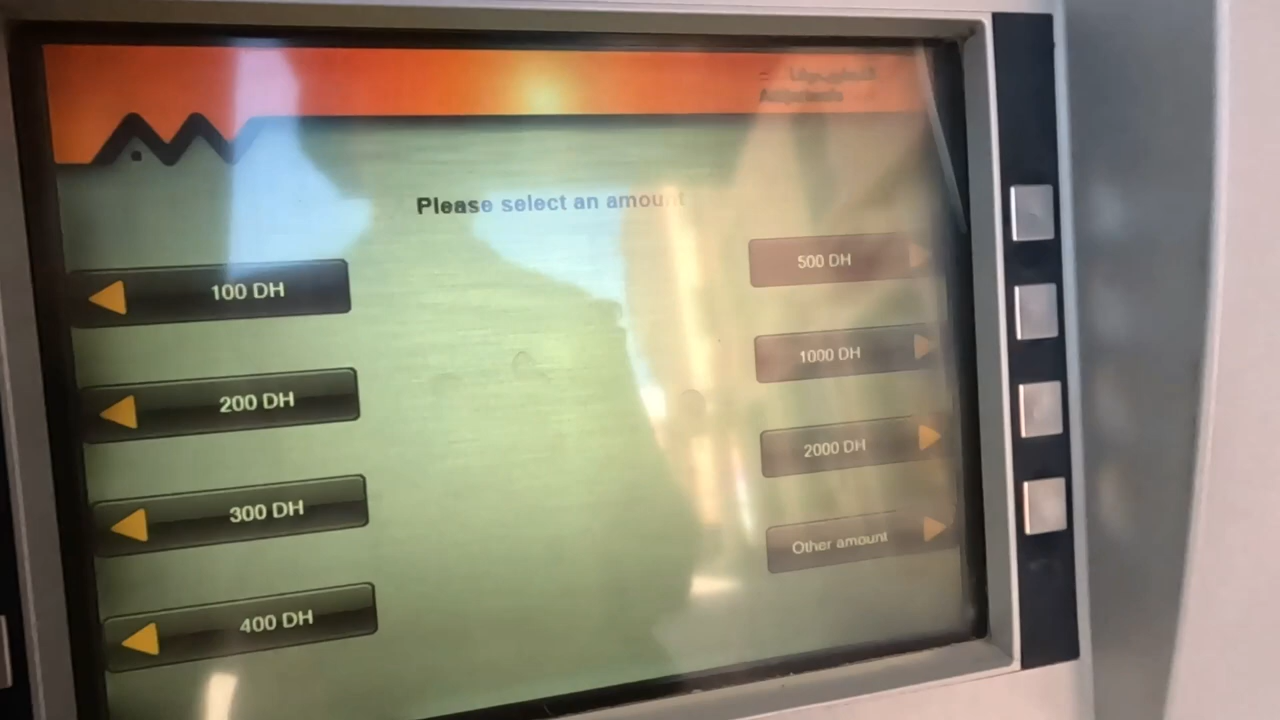 Please select an amount
100 DH
200 DH
300 DH
400 DH
500 DH
1000 DH
2000 DH
Other amount